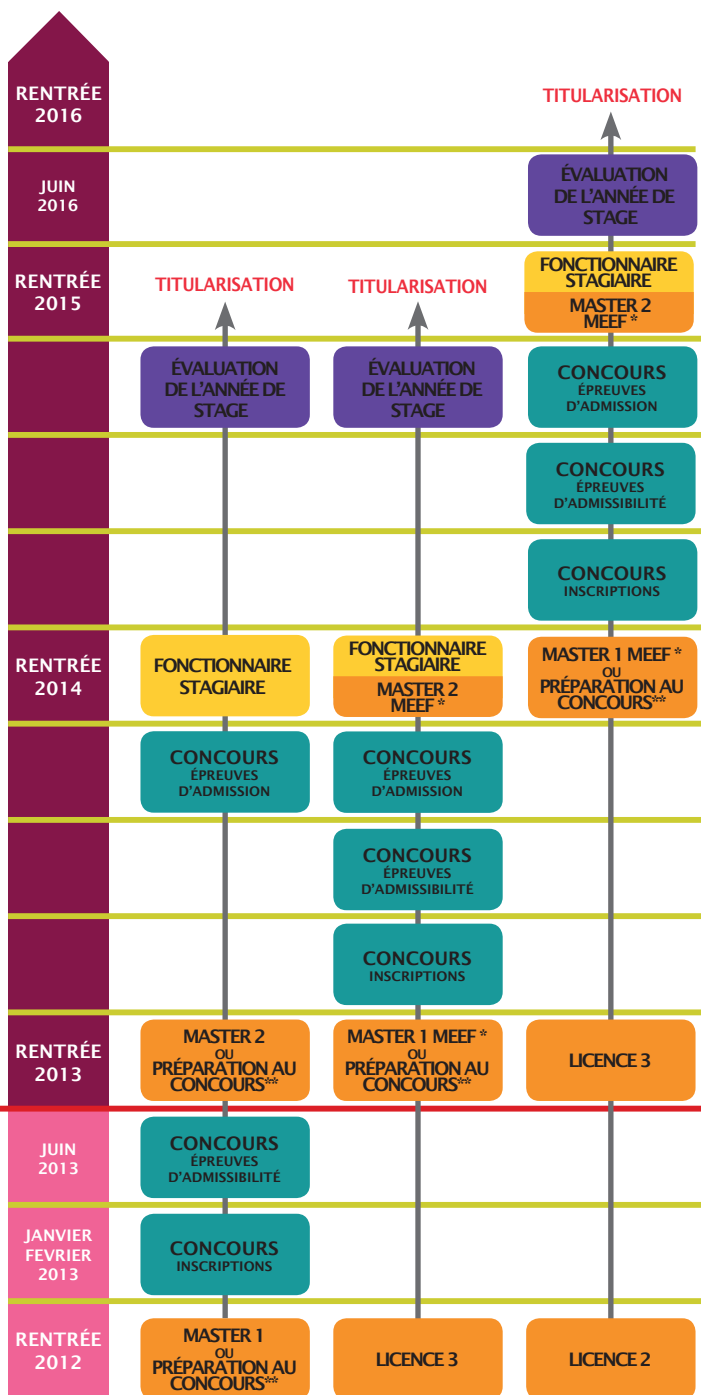 RENTRÉE
2016
TITULARISATION
JUIN
2016
ÉVALUATION
DE L'ANNÉE DE
STAGE
RENTRÉE
2015
TITULARISATION
TITULARISATION
FONCTIONNAIRE
STAGIAIRE
MASTER 2
MEEF *
ÉVALUATION
DE L'ANNÉE DE
STAGE
ÉVALUATION
DE L'ANNÉE DE
STAGE
CONCOURS
ÉPREUVES
D'ADMISSION
CONCOURS
ÉPREUVES
D'ADMISSIBILITÉ
CONCOURS
INSCRIPTIONS
RENTRÉE
2014
FONCTIONNAIRE
STAGIAIRE
FONCTIONNAIRE
STAGIAIRE
MASTER 2
MEEF *
MASTER 1 MEEF *
OU
PRÉPARATION AU
CONCOURS**
CONCOURS
ÉPREUVES
D'ADMISSION
CONCOURS
ÉPREUVES
D'ADMISSION
CONCOURS
ÉPREUVES
D'ADMISSIBILITÉ
CONCOURS
INSCRIPTIONS
RENTRÉE
2013
MASTER 2
OU
PRÉPARATION AU
CONCOURS**
MASTER 1 MEEF *
OU
PRÉPARATION AU
CONCOURS**
LICENCE 3
JUIN
2013
CONCOURS
ÉPREUVES
D'ADMISSIBILITÉ
JANVIER
FEVRIER
2013
CONCOURS
INSCRIPTIONS
RENTRÉE
2012
MASTER 1
OU
PRÉPARATION AU
CONCOURS**
LICENCE 3
LICENCE 2